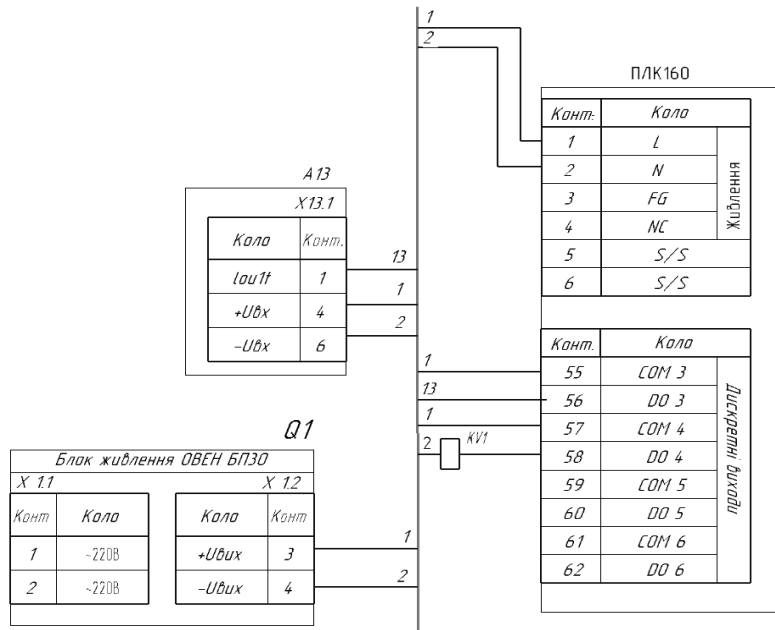 1
2
ПЛК160
Конт. Коло
1 L
2 N
3 FG
4 NC
5 S/S
6 S/S
Живлення
А13
Х13.1
Коло Конт.
Iou1t 1
+Uвх 4
-Uвх 6
13
1
2
Конт. Коло
55 COM 3
56 DO 3
57 COM 4
58 DO 4
59 COM 5
60 DO 5
61 COM 6
62 DO 6
Дискретні виходи
1
13
1
2 KV1
Q1
Блок живлення ОВЕН БП30
X 1.1 X 1.2
Конт Коло
1 ~220В
2 ~220В
Коло Конт
+Uвих 3
-Uвих 4
1
2